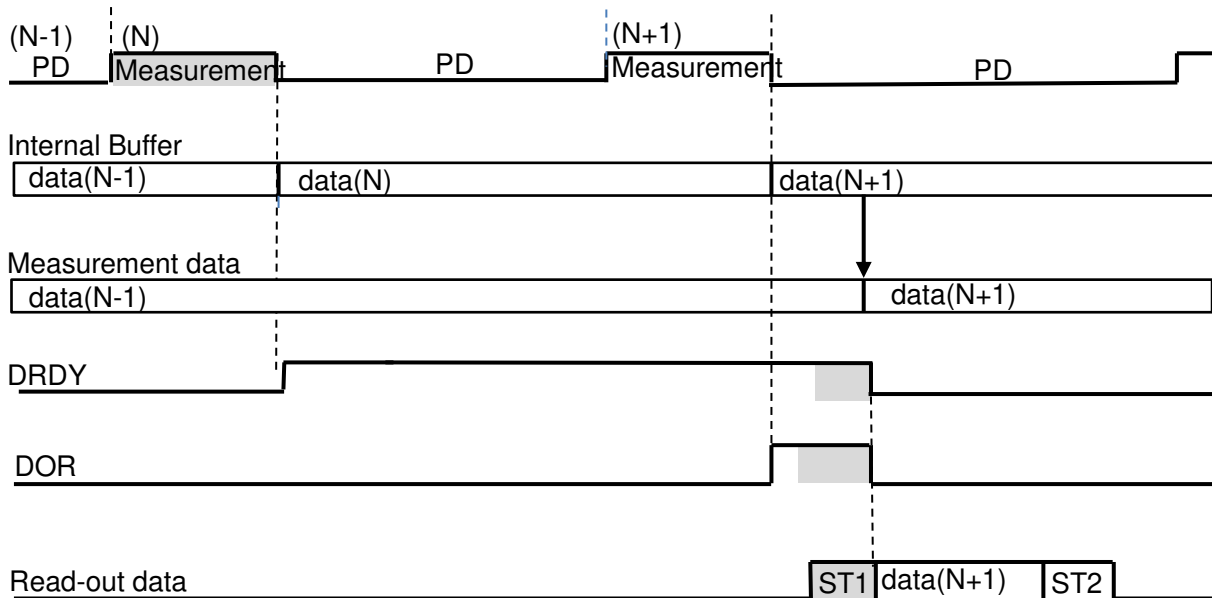 (N-1) (N) (N+1)
PD Measurement PD Measurement PD
Internal Buffer
data(N-1) data(N) data(N+1)
Measurement data
data(N-1) data(N+1)
DRDY
DOR
Read-out data ST1 data(N+1) ST2